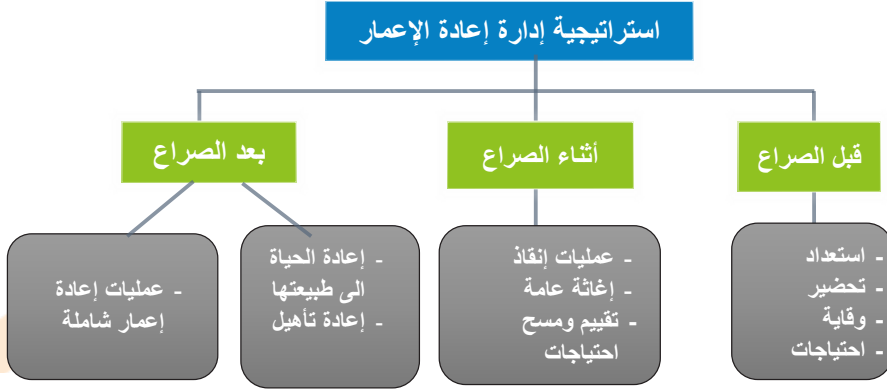 استراتيجية إدارة إعادة الإعمار
قبل الصراع
أثناء الصراع
بعد الصراع
- استعداد
- تحضير
- وقاية
- احتياجات
- عمليات إنقاذ
- إغاثة عامة
- تقييم ومسح
احتياجات
- إعادة الحياة
الى طبيعتها
- إعادة تأهيل
- عمليات إعادة
إعمار شاملة